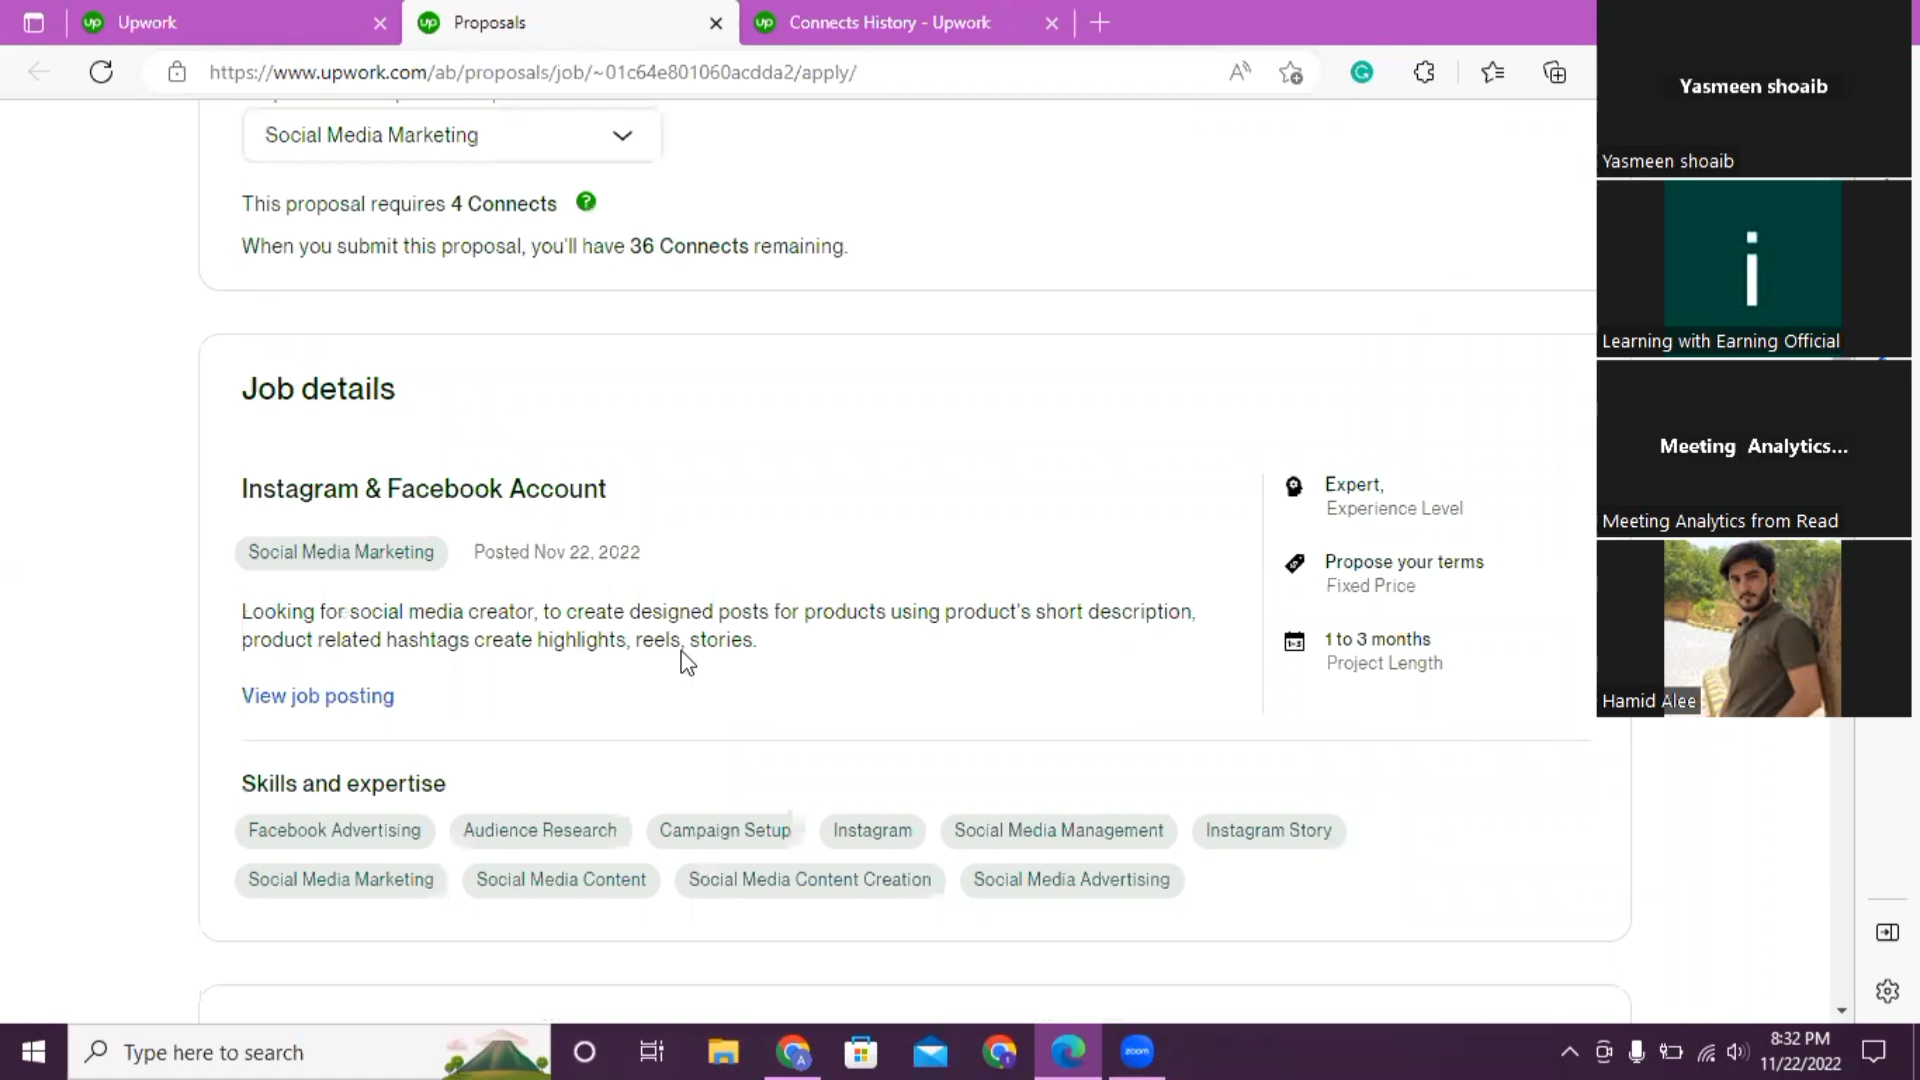 Upwork
Proposals
Connects History - Upwork
https://www.upwork.com/ab/proposals/job/~01c64e801060acdda2/apply/
Social Media Marketing
This proposal requires 4 Connects ?
When you submit this proposal, you'll have 36 Connects remaining.
Job details
Instagram & Facebook Account
Social Media Marketing Posted Nov 22, 2022
Looking for social media creator, to create designed posts for products using product's short description,
product related hashtags create highlights, reels, stories.
View job posting
Expert,
Experience Level
Propose your terms
Fixed Price
1 to 3 months
Project Length
Skills and expertise
Facebook Advertising Audience Research Campaign Setup Instagram Social Media Management Instagram Story
Social Media Marketing Social Media Content Social Media Content Creation Social Media Advertising
Yasmeen shoaib
Yasmeen shoaib
i
Learning with Earning Official
Meeting Analytics...
Meeting Analytics from Read
Hamid Alee
Type here to search
zoom
8:32 PM
11/22/2022